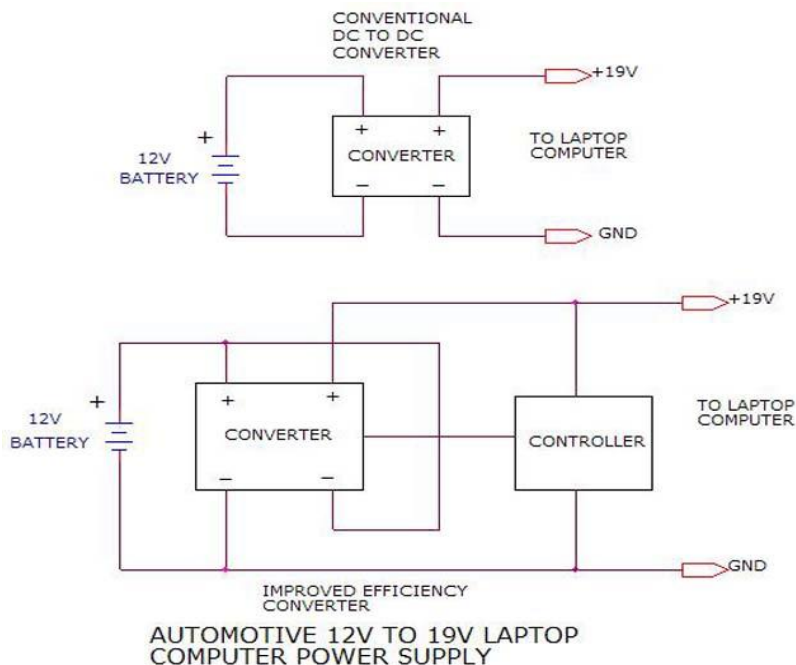 CONVENTIONAL
DC TO DC
CONVERTER
+19V
+ +
CONVERTER
− −
+
12V
BATTERY
TO LAPTOP
COMPUTER
GND
+19V
+ +
CONVERTER
− −
+
12V
BATTERY
CONTROLLER
TO LAPTOP
COMPUTER
GND
IMPROVED EFFICIENCY
CONVERTER
AUTOMOTIVE 12V TO 19V LAPTOP
COMPUTER POWER SUPPLY